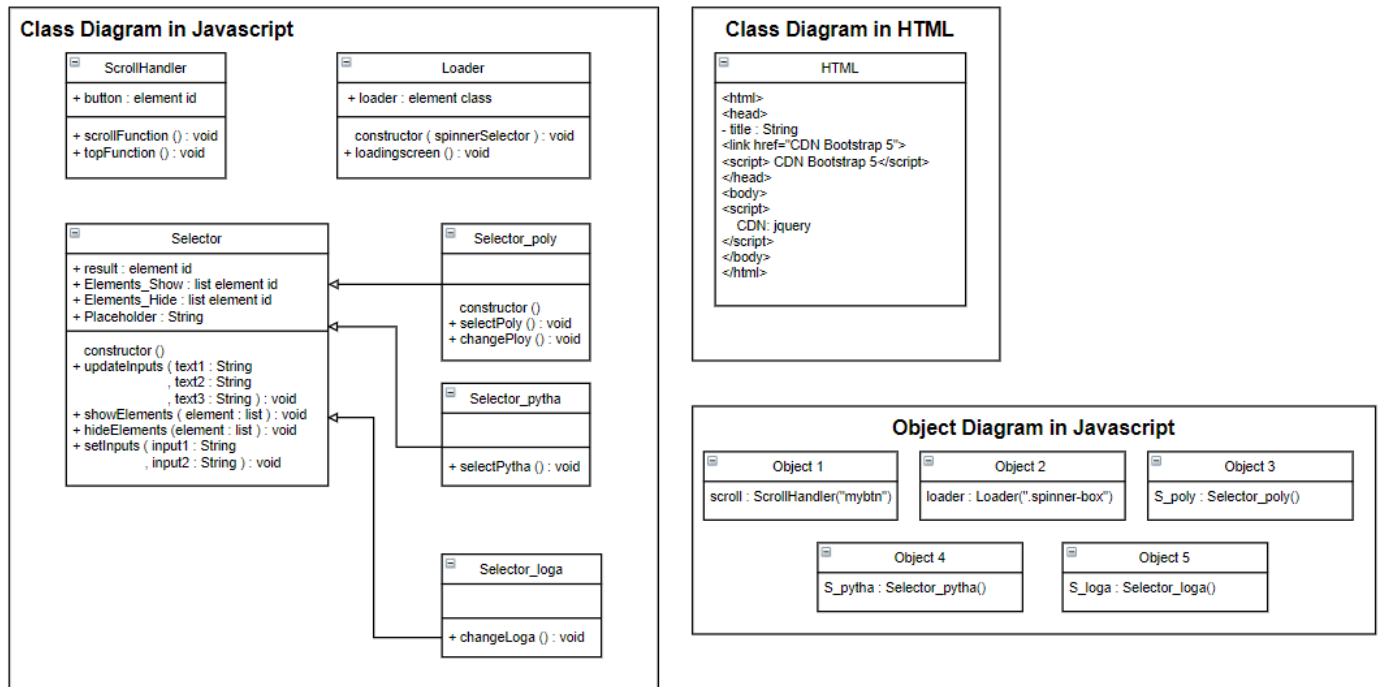 Class Diagram in Javascript
ScrollHandler
+ button : element id
+ scrollFunction () : void
+ topFunction () : void
Loader
+ loader : element class
constructor ( spinnerSelector ) : void
+ loadingscreen () : void
Selector
+ result : element id
+ Elements_Show : list element id
+ Elements_Hide : list element id
+ Placeholder : String
constructor ()
+ updateInputs ( text1 : String
, text2 : String
, text3 : String ) : void
+ showElements ( element : list ) : void
+ hideElements (element : list ) : void
+ setInputs ( input1 : String
, input2 : String ) : void
Selector_poly
constructor ()
+ selectPoly () : void
+ changePloy () : void
Selector_pytha
+ selectPytha () : void
Selector_loga
+ changeLoga () : void
Class Diagram in HTML
HTML
<html>
<head>
- title : String
<link href="CDN Bootstrap 5">
<script> CDN Bootstrap 5</script>
</head>
<body>
<script>
CDN: jquery
</script>
</body>
</html>
Object Diagram in Javascript
Object 1
scroll : ScrollHandler("mybtn")
Object 2
loader : Loader(".spinner-box")
Object 3
S_poly : Selector_poly()
Object 4
S_pytha : Selector_pytha()
Object 5
S_loga : Selector_loga()